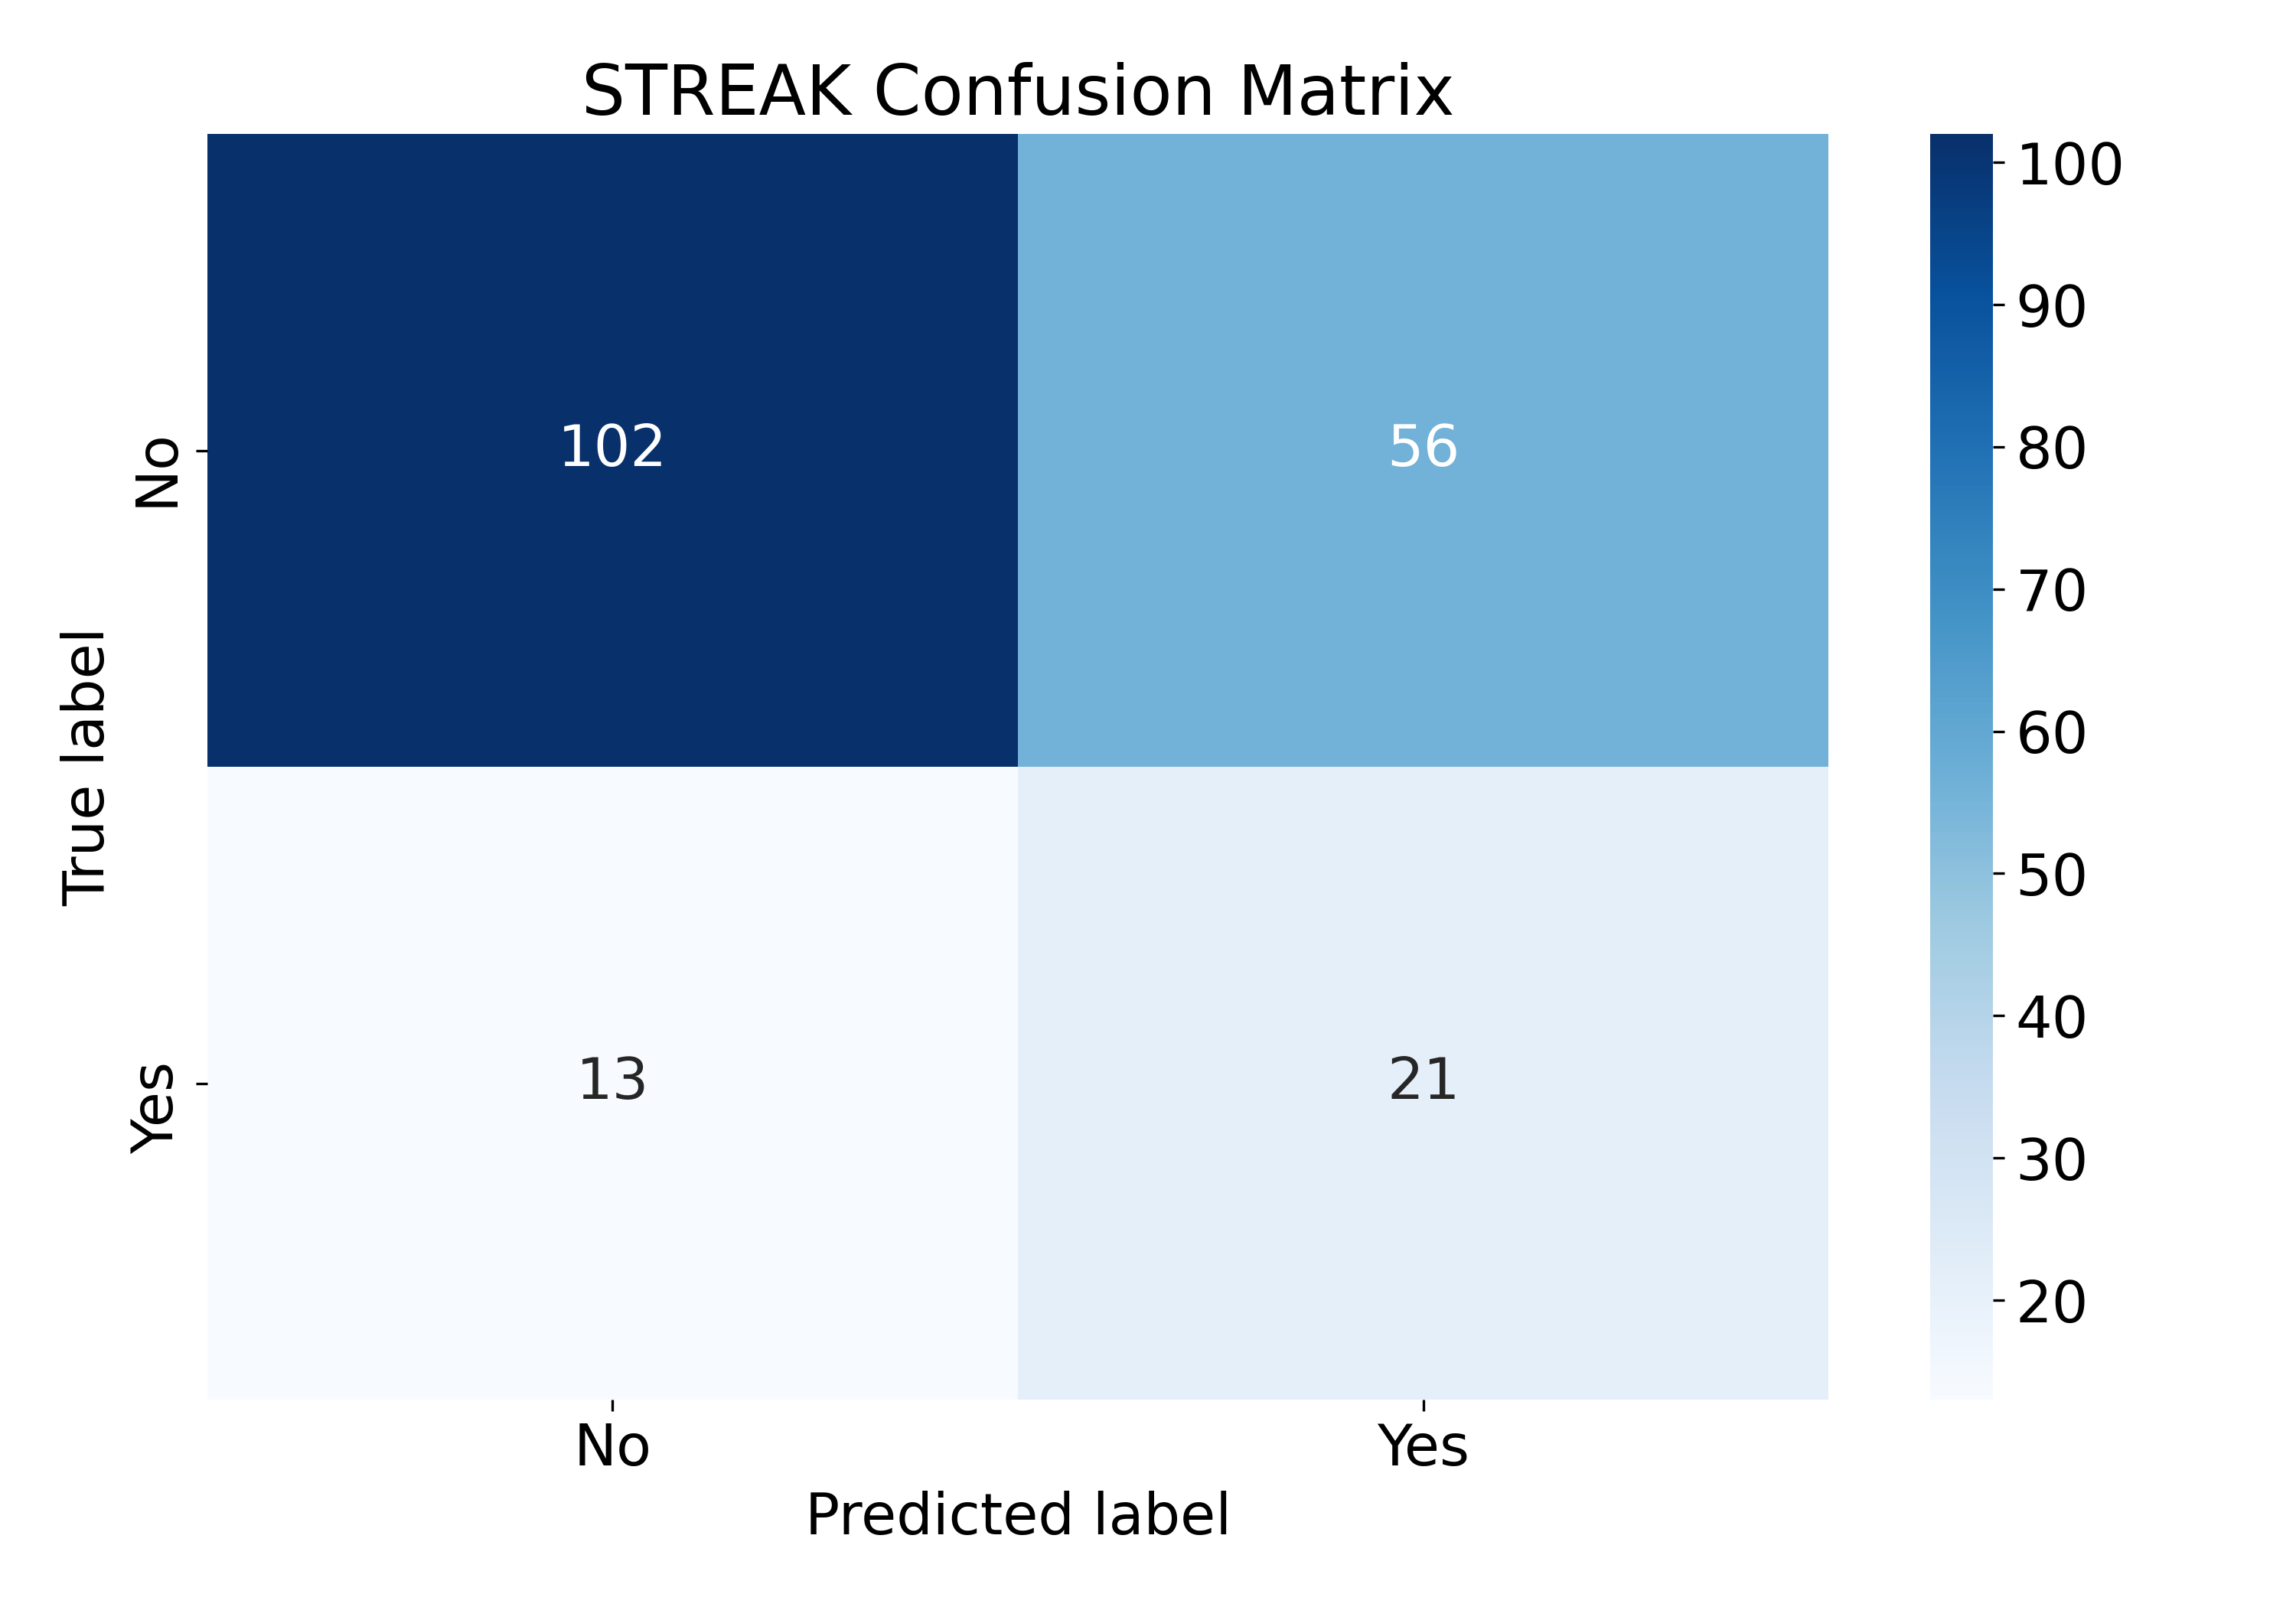 STREAK Confusion Matrix
True label
No
Yes
102
56
13
21
No
Yes
Predicted label
100
90
80
70
60
50
40
30
20